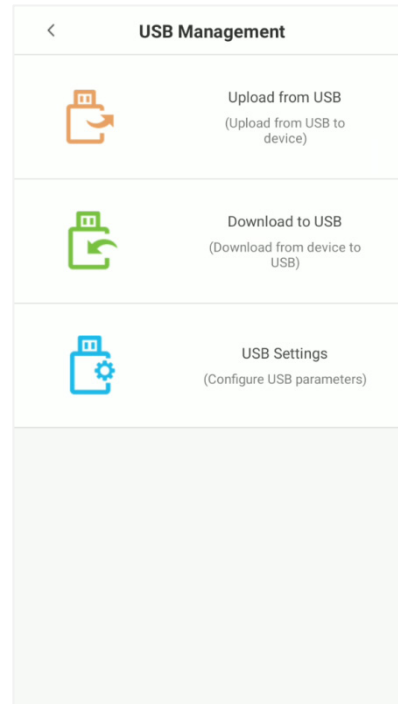 USB Management
Upload from USB
(Upload from USB to
device)
Download to USB
(Download from device to
USB)
USB Settings
(Configure USB parameters)